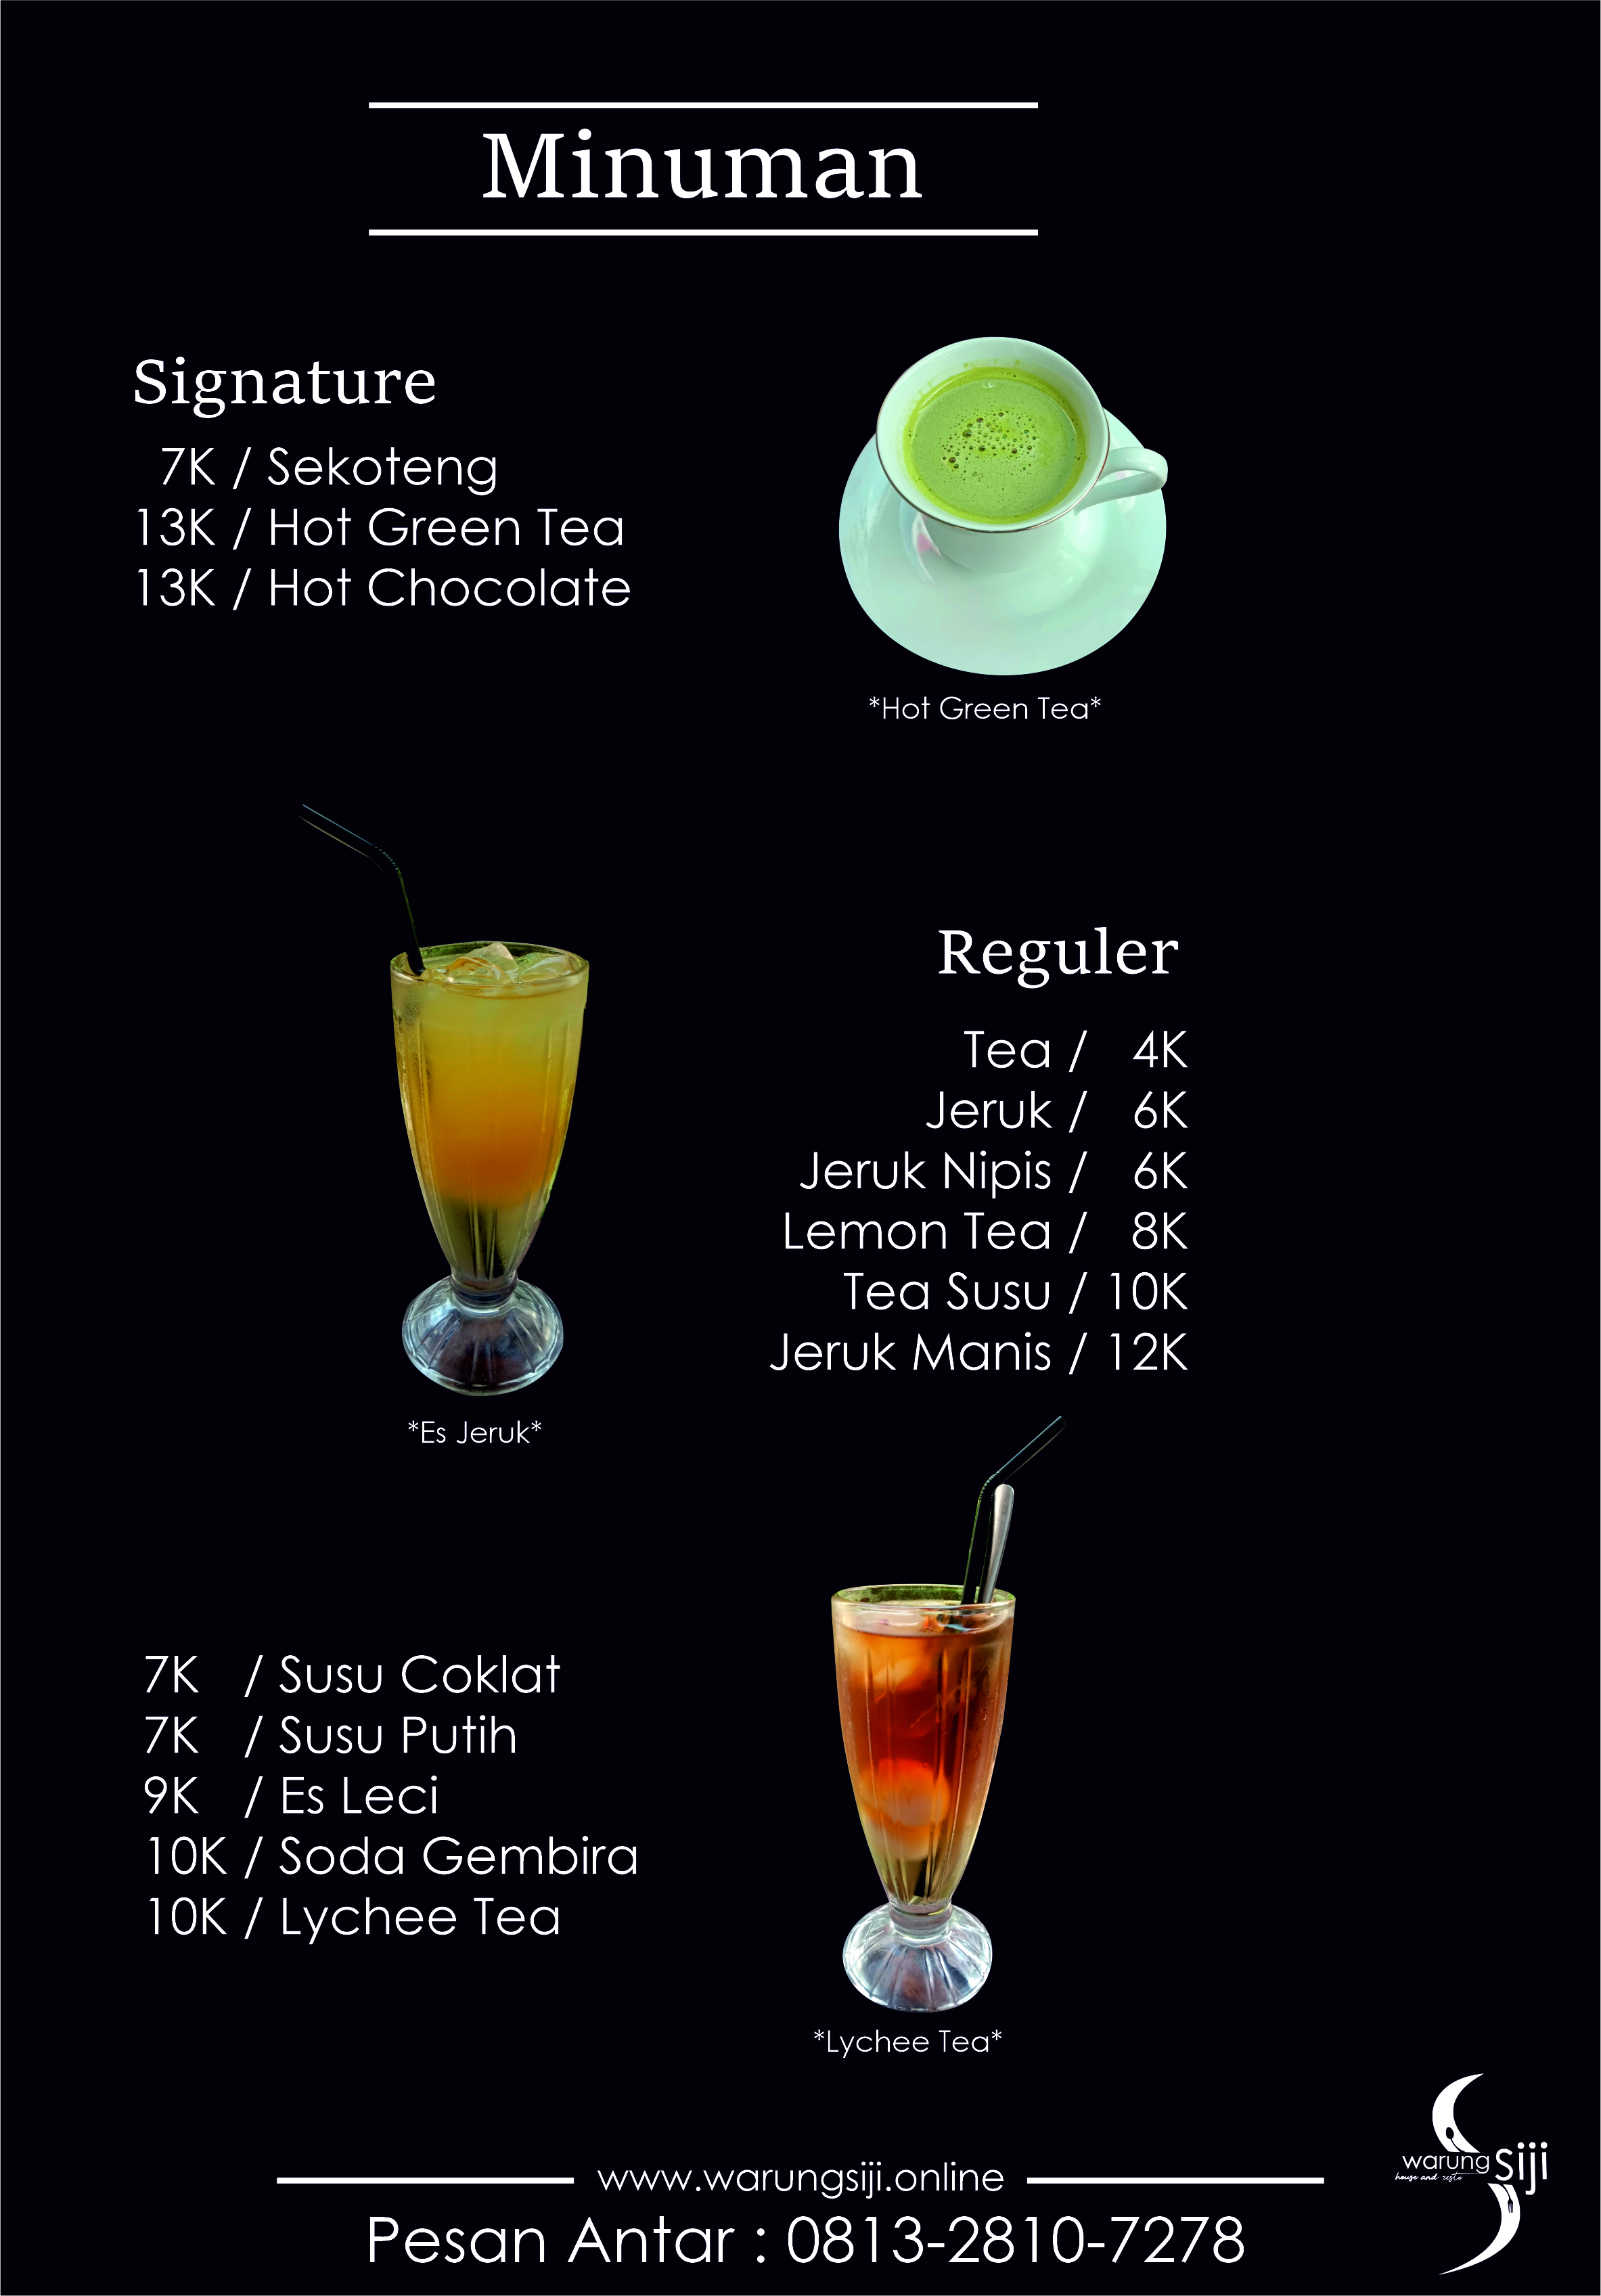 Minuman
Signature
7K / Sekoteng
13K / Hot Green Tea
13K / Hot Chocolate
*Hot Green Tea*
Reguler
Tea / 4K
Jeruk / 6K
Jeruk Nipis / 6K
Lemon Tea / 8K
Tea Susu / 10K
Jeruk Manis / 12K
*Es Jeruk*
7K / Susu Coklat
7K / Susu Putih
9K / Es Leci
10K / Soda Gembira
10K / Lychee Tea
*Lychee Tea*
warung Siji
house and resto
www.warungsiji.online
Pesan Antar : 0813-2810-7278